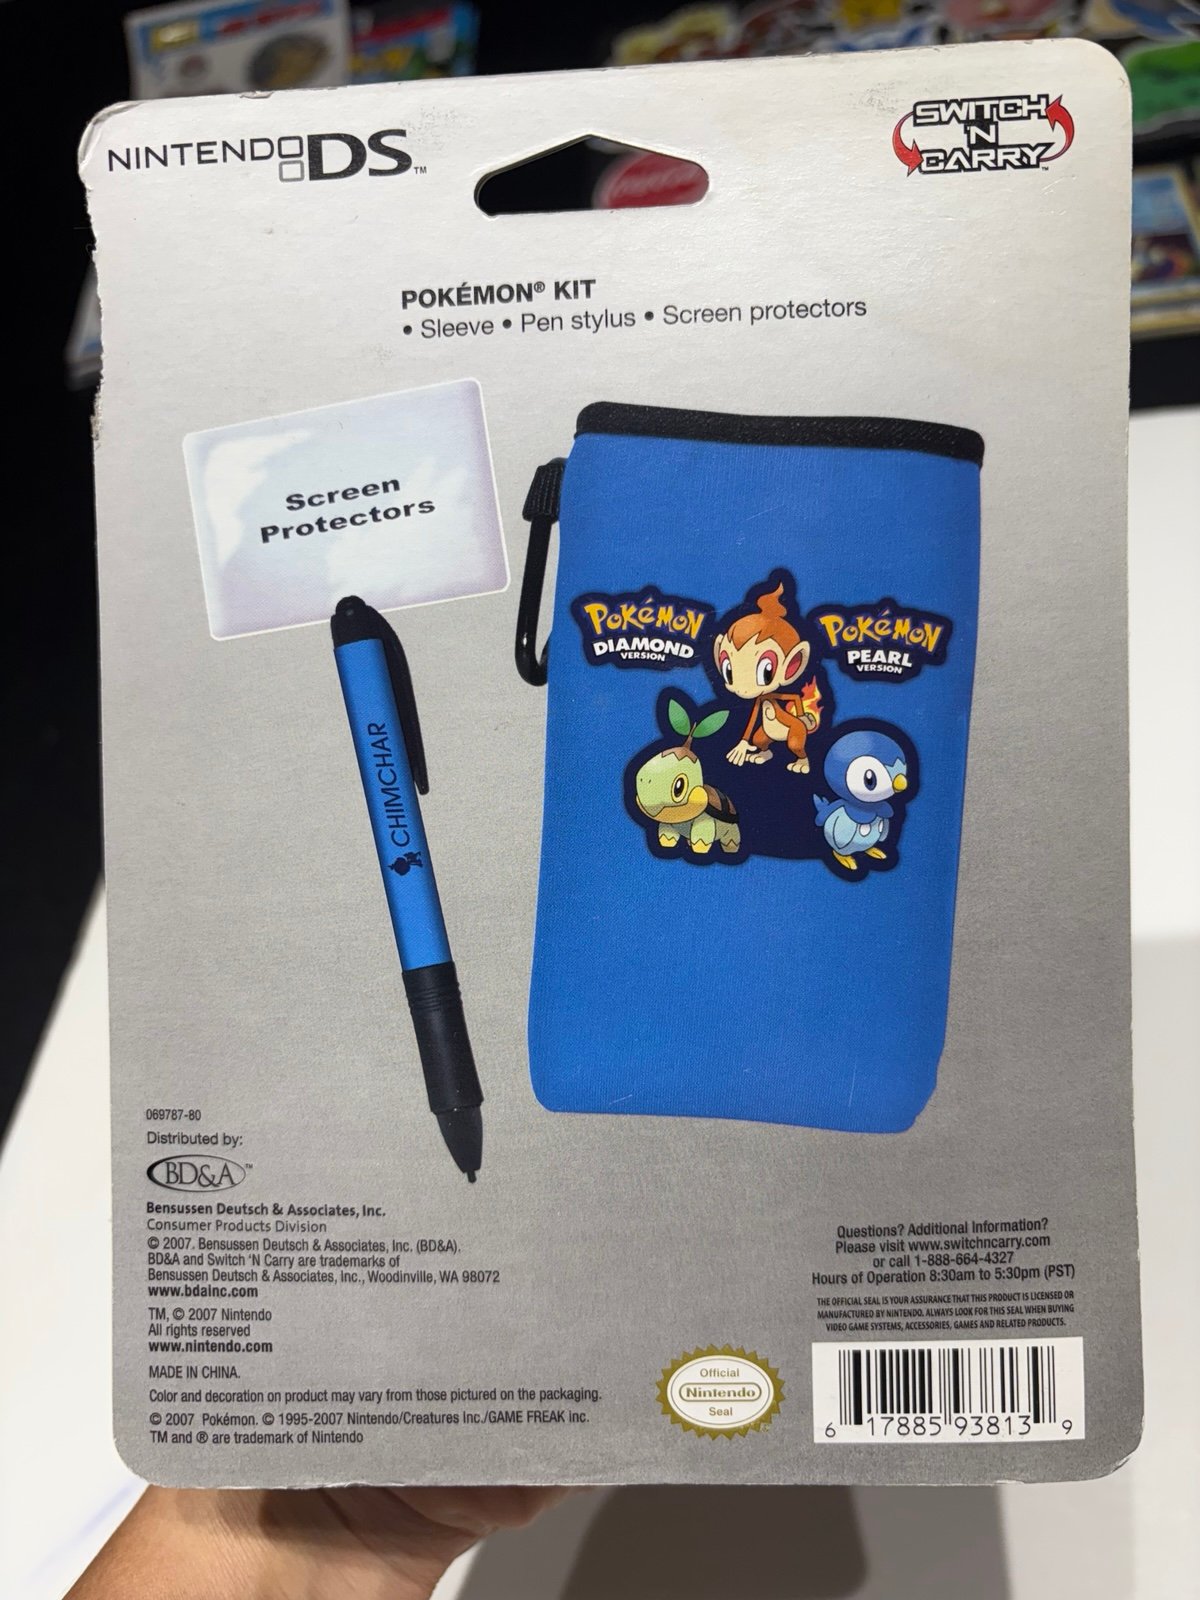 NINTENDO DS™
SWITCH
'N
CARRY™
POKÉMON® KIT
• Sleeve • Pen stylus • Screen protectors
Screen
Protectors
POKéMON
DIAMOND
VERSION
POKéMON
PEARL
VERSION
CHIMCHAR
069787-80
Distributed by:
BD&A™
Bensussen Deutsch & Associates, Inc.
Consumer Products Division
© 2007. Bensussen Deutsch & Associates, Inc. (BD&A).
BD&A and Switch 'N Carry are trademarks of
Bensussen Deutsch & Associates, Inc., Woodinville, WA 98072
www.bdainc.com
TM, © 2007 Nintendo
All rights reserved
www.nintendo.com
MADE IN CHINA.
Color and decoration on product may vary from those pictured on the packaging.
© 2007 Pokémon. © 1995-2007 Nintendo/Creatures Inc./GAME FREAK inc.
TM and ® are trademark of Nintendo
Official
Nintendo
Seal
Questions? Additional Information?
Please visit www.switchncarry.com
or call 1-888-664-4327
Hours of Operation 8:30am to 5:30pm (PST)
THE OFFICIAL SEAL IS YOUR ASSURANCE THAT THIS PRODUCT IS LICENSED OR
MANUFACTURED BY NINTENDO. ALWAYS LOOK FOR THIS SEAL WHEN BUYING
VIDEO GAME SYSTEMS, ACCESSORIES, GAMES AND RELATED PRODUCTS.
6 17885 93813 9